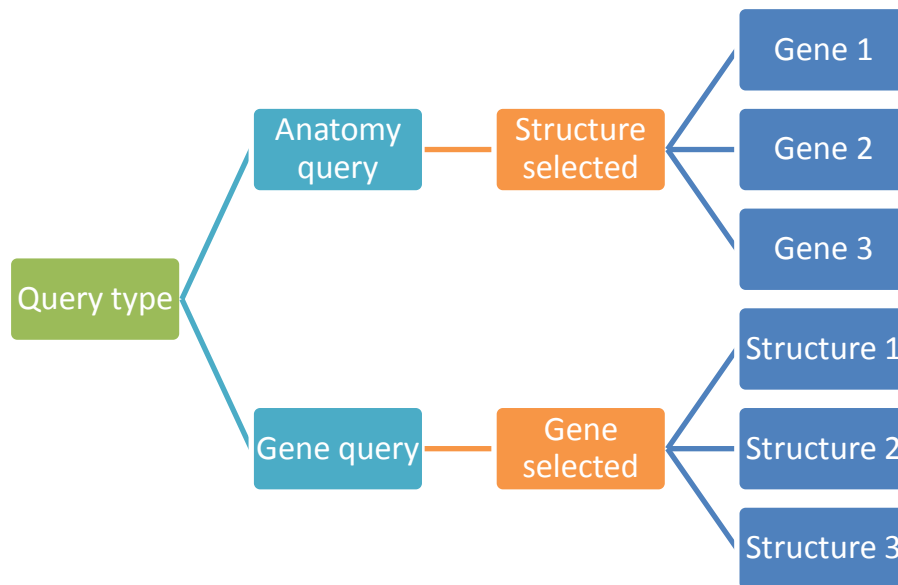 Query type
Anatomy
query
Structure
selected
Gene 1
Gene 2
Gene 3
Gene query
Gene
selected
Structure 1
Structure 2
Structure 3